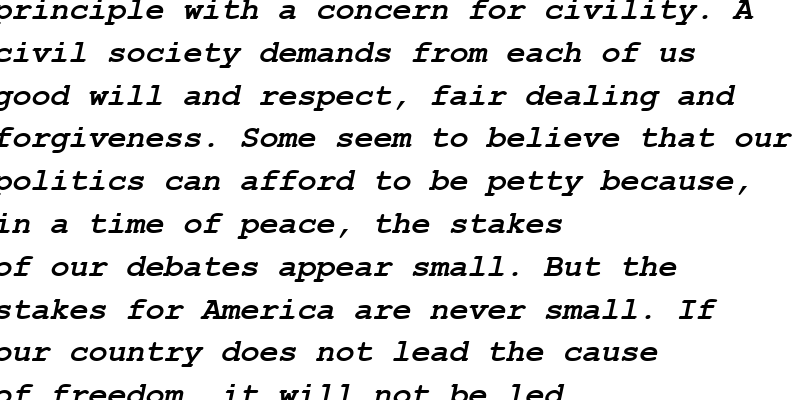 principle with a concern for civility. A
civil society demands from each of us
good will and respect, fair dealing and
forgiveness. Some seem to believe that our
politics can afford to be petty because,
in a time of peace, the stakes
of our debates appear small. But the
stakes for America are never small. If
our country does not lead the cause
of freedom, it will not be led